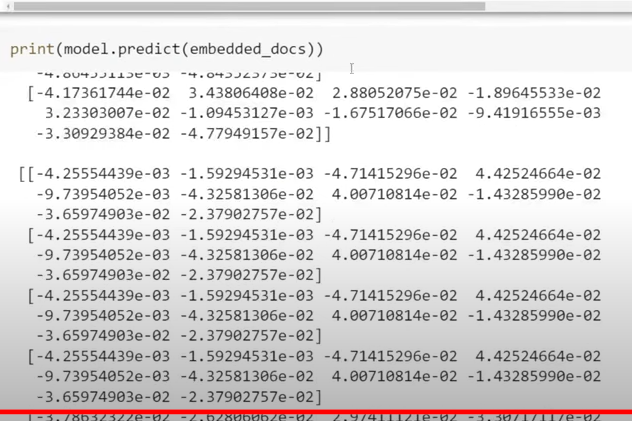 print(model.predict(embedded_docs))
-4.86455113e-03 -4.84352373e-02]
[-4.17361744e-02 3.43806408e-02 2.88052075e-02 -1.89645533e-02
3.23303007e-02 -1.09453127e-03 -1.67517066e-02 -9.41916555e-03
-3.30929384e-02 -4.77949157e-02]]
[[-4.25554439e-03 -1.59294531e-03 -4.71415296e-02 4.42524664e-02
-9.73954052e-03 -4.32581306e-02 4.00710814e-02 -1.43285990e-02
-3.65974903e-02 -2.37902757e-02]
[-4.25554439e-03 -1.59294531e-03 -4.71415296e-02 4.42524664e-02
-9.73954052e-03 -4.32581306e-02 4.00710814e-02 -1.43285990e-02
-3.65974903e-02 -2.37902757e-02]
[-4.25554439e-03 -1.59294531e-03 -4.71415296e-02 4.42524664e-02
-9.73954052e-03 -4.32581306e-02 4.00710814e-02 -1.43285990e-02
-3.65974903e-02 -2.37902757e-02]
[-4.25554439e-03 -1.59294531e-03 -4.71415296e-02 4.42524664e-02
-9.73954052e-03 -4.32581306e-02 4.00710814e-02 -1.43285990e-02
-3.65974903e-02 -2.37902757e-02]